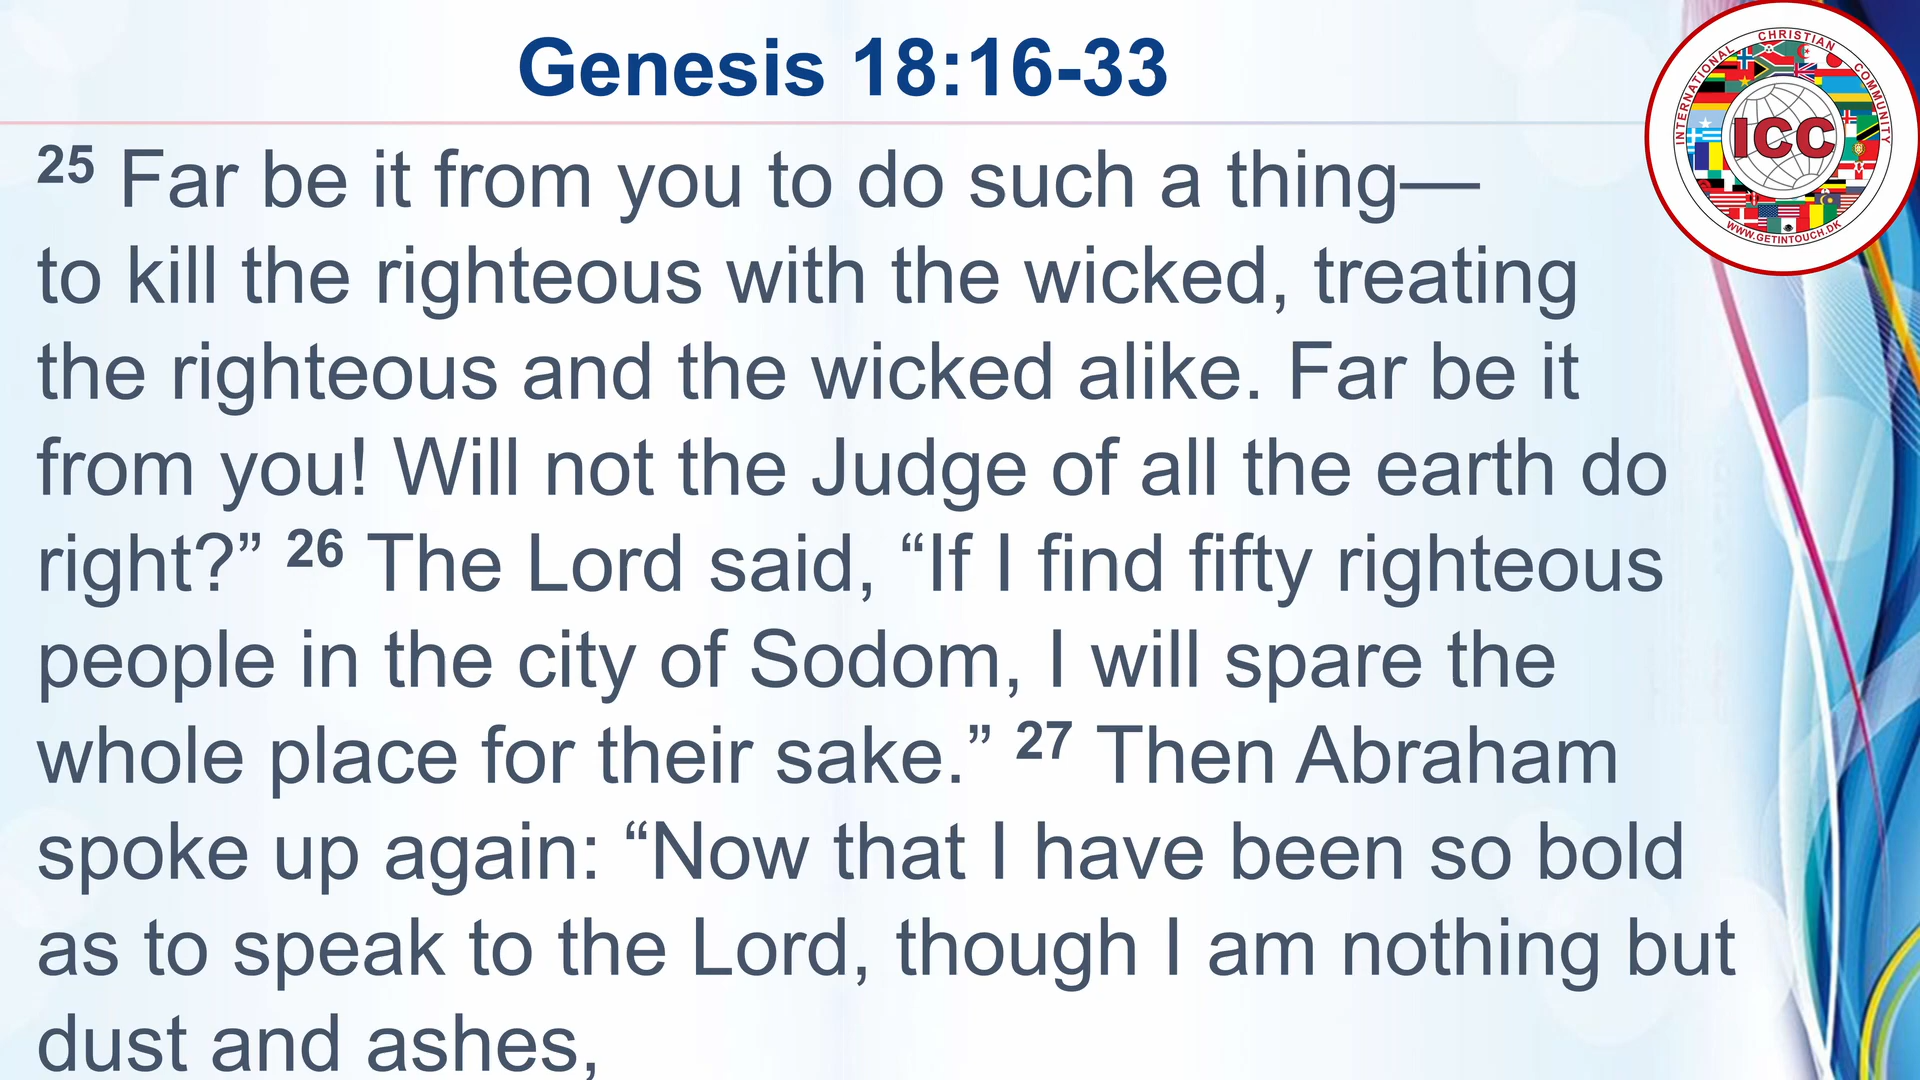 Genesis 18:16-33
INTERNATIONAL CHRISTIAN COMMUNITY
ICC
WWW.GETINTOUCH.DK
25 Far be it from you to do such a thing—
to kill the righteous with the wicked, treating
the righteous and the wicked alike. Far be it
from you! Will not the Judge of all the earth do
right?” 26 The Lord said, “If I find fifty righteous
people in the city of Sodom, I will spare the
whole place for their sake.” 27 Then Abraham
spoke up again: “Now that I have been so bold
as to speak to the Lord, though I am nothing but
dust and ashes,